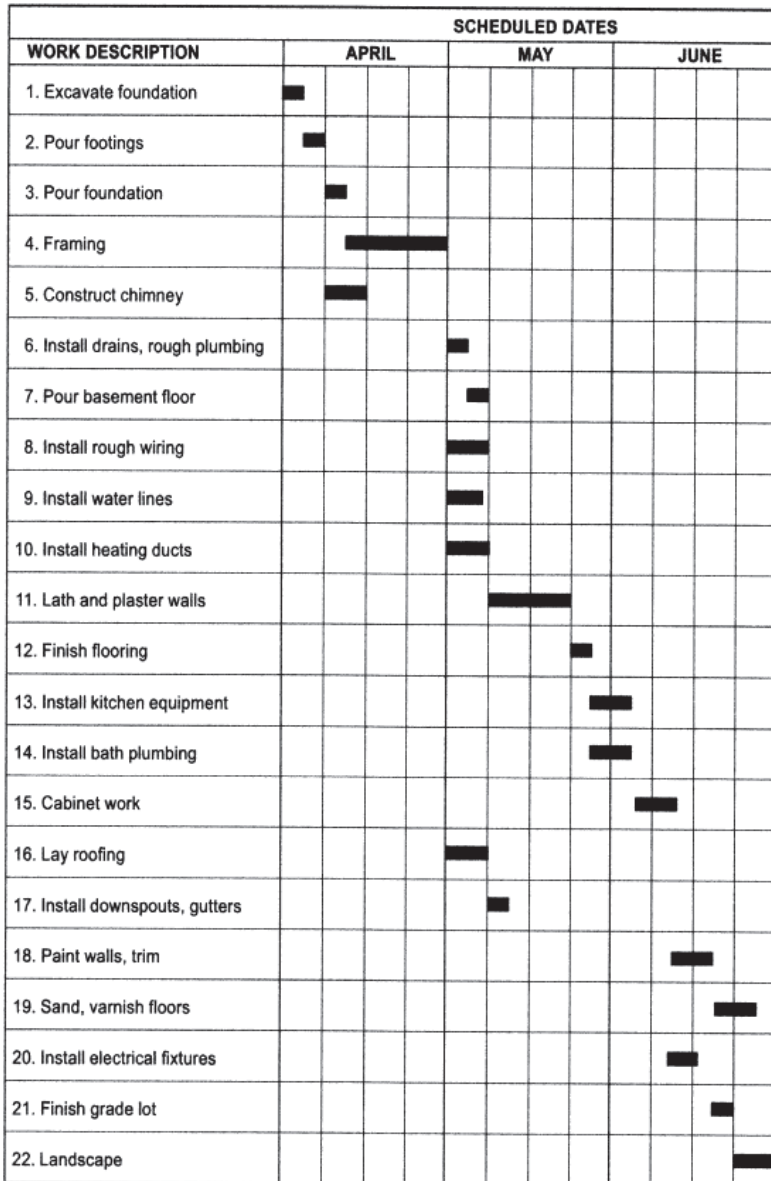 SCHEDULED DATES
WORK DESCRIPTION APRIL MAY JUNE
1. Excavate foundation
2. Pour footings
3. Pour foundation
4. Framing
5. Construct chimney
6. Install drains, rough plumbing
7. Pour basement floor
8. Install rough wiring
9. Install water lines
10. Install heating ducts
11. Lath and plaster walls
12. Finish flooring
13. Install kitchen equipment
14. Install bath plumbing
15. Cabinet work
16. Lay roofing
17. Install downspouts, gutters
18. Paint walls, trim
19. Sand, varnish floors
20. Install electrical fixtures
21. Finish grade lot
22. Landscape